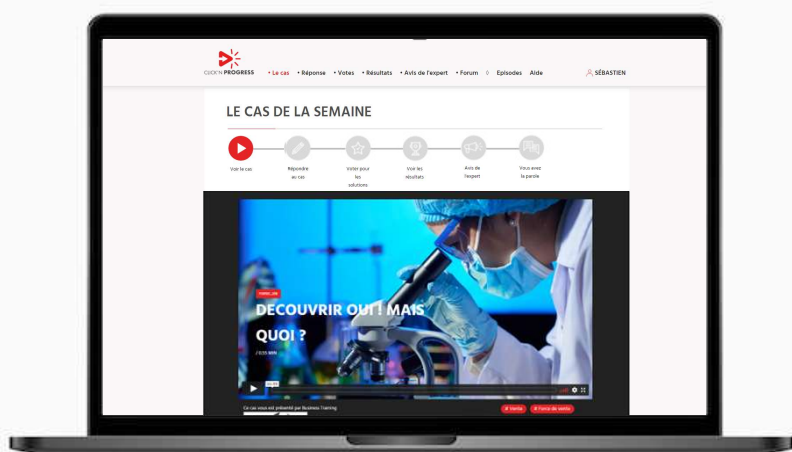 CLICK'N PROGRESS
• Le cas • Réponse • Votes • Résultats • Avis de l'expert • Forum ◊ Episodes Aide
SÉBASTIEN
LE CAS DE LA SEMAINE
Voir le cas
Répondre
au cas
Voter pour
les
solutions
Voir les
résultats
Avis de
l'expert
Vous avez
la parole
DECOUVRIR OUI ! MAIS
QUOI ?
Ce cas vous est présenté par Business Training
# Vente
# Force de vente